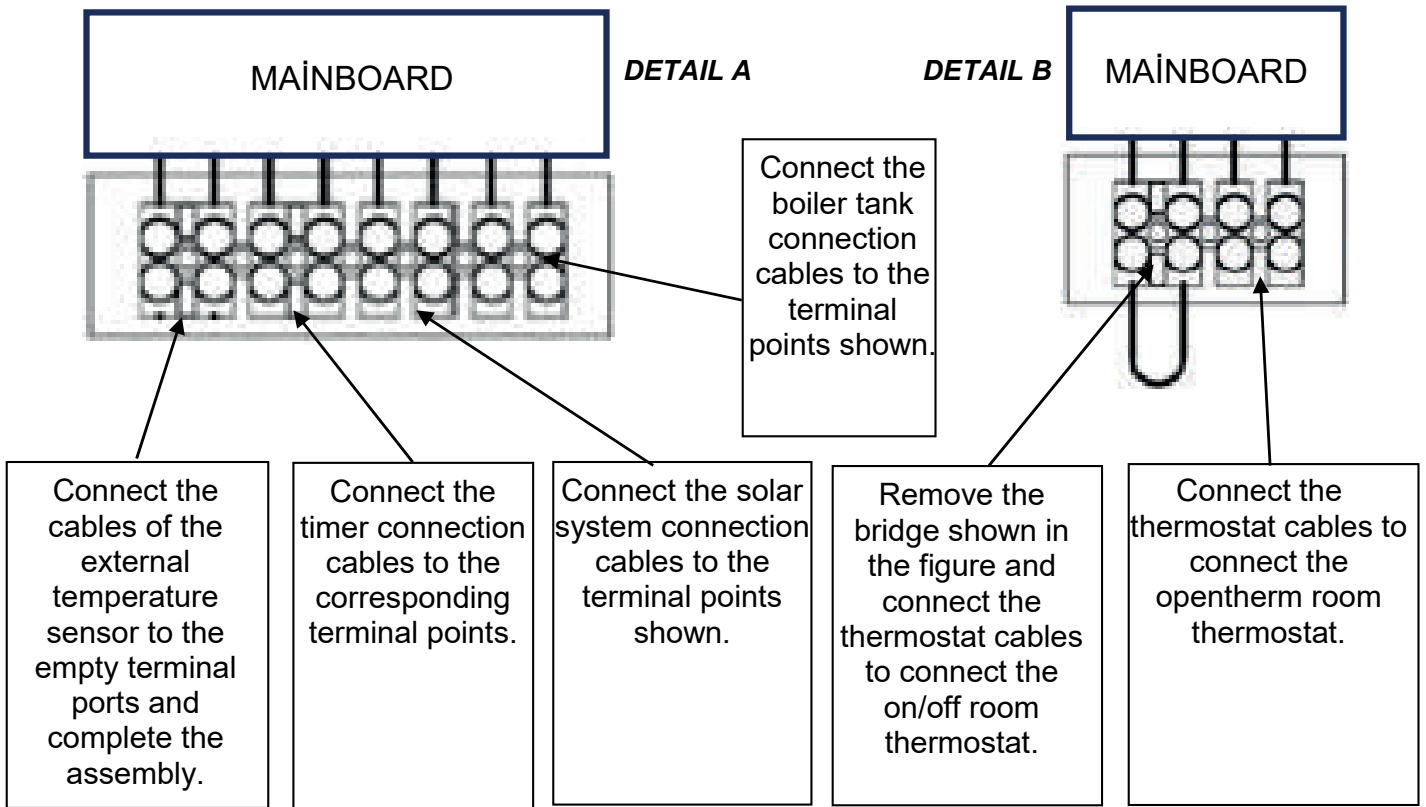 MAİNBOARD
DETAIL A
DETAIL B
MAİNBOARD
Connect the
boiler tank
connection
cables to the
terminal
points shown.
Connect the
cables of the
external
temperature
sensor to the
empty terminal
ports and
complete the
assembly.
Connect the
timer connection
cables to the
corresponding
terminal points.
Connect the solar
system connection
cables to the
terminal points
shown.
Remove the
bridge shown in
the figure and
connect the
thermostat cables
to connect the
on/off room
thermostat.
Connect the
thermostat cables to
connect the
opentherm room
thermostat.